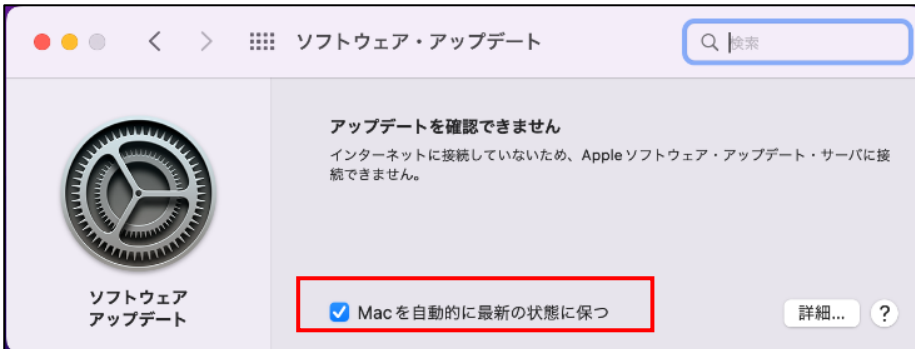 ソフトウェア・アップデート
検索
アップデートを確認できません
インターネットに接続していないため、Appleソフトウェア・アップデート・サーバに接
続できません。
ソフトウェア
アップデート
Macを自動的に最新の状態に保つ
詳細...
?